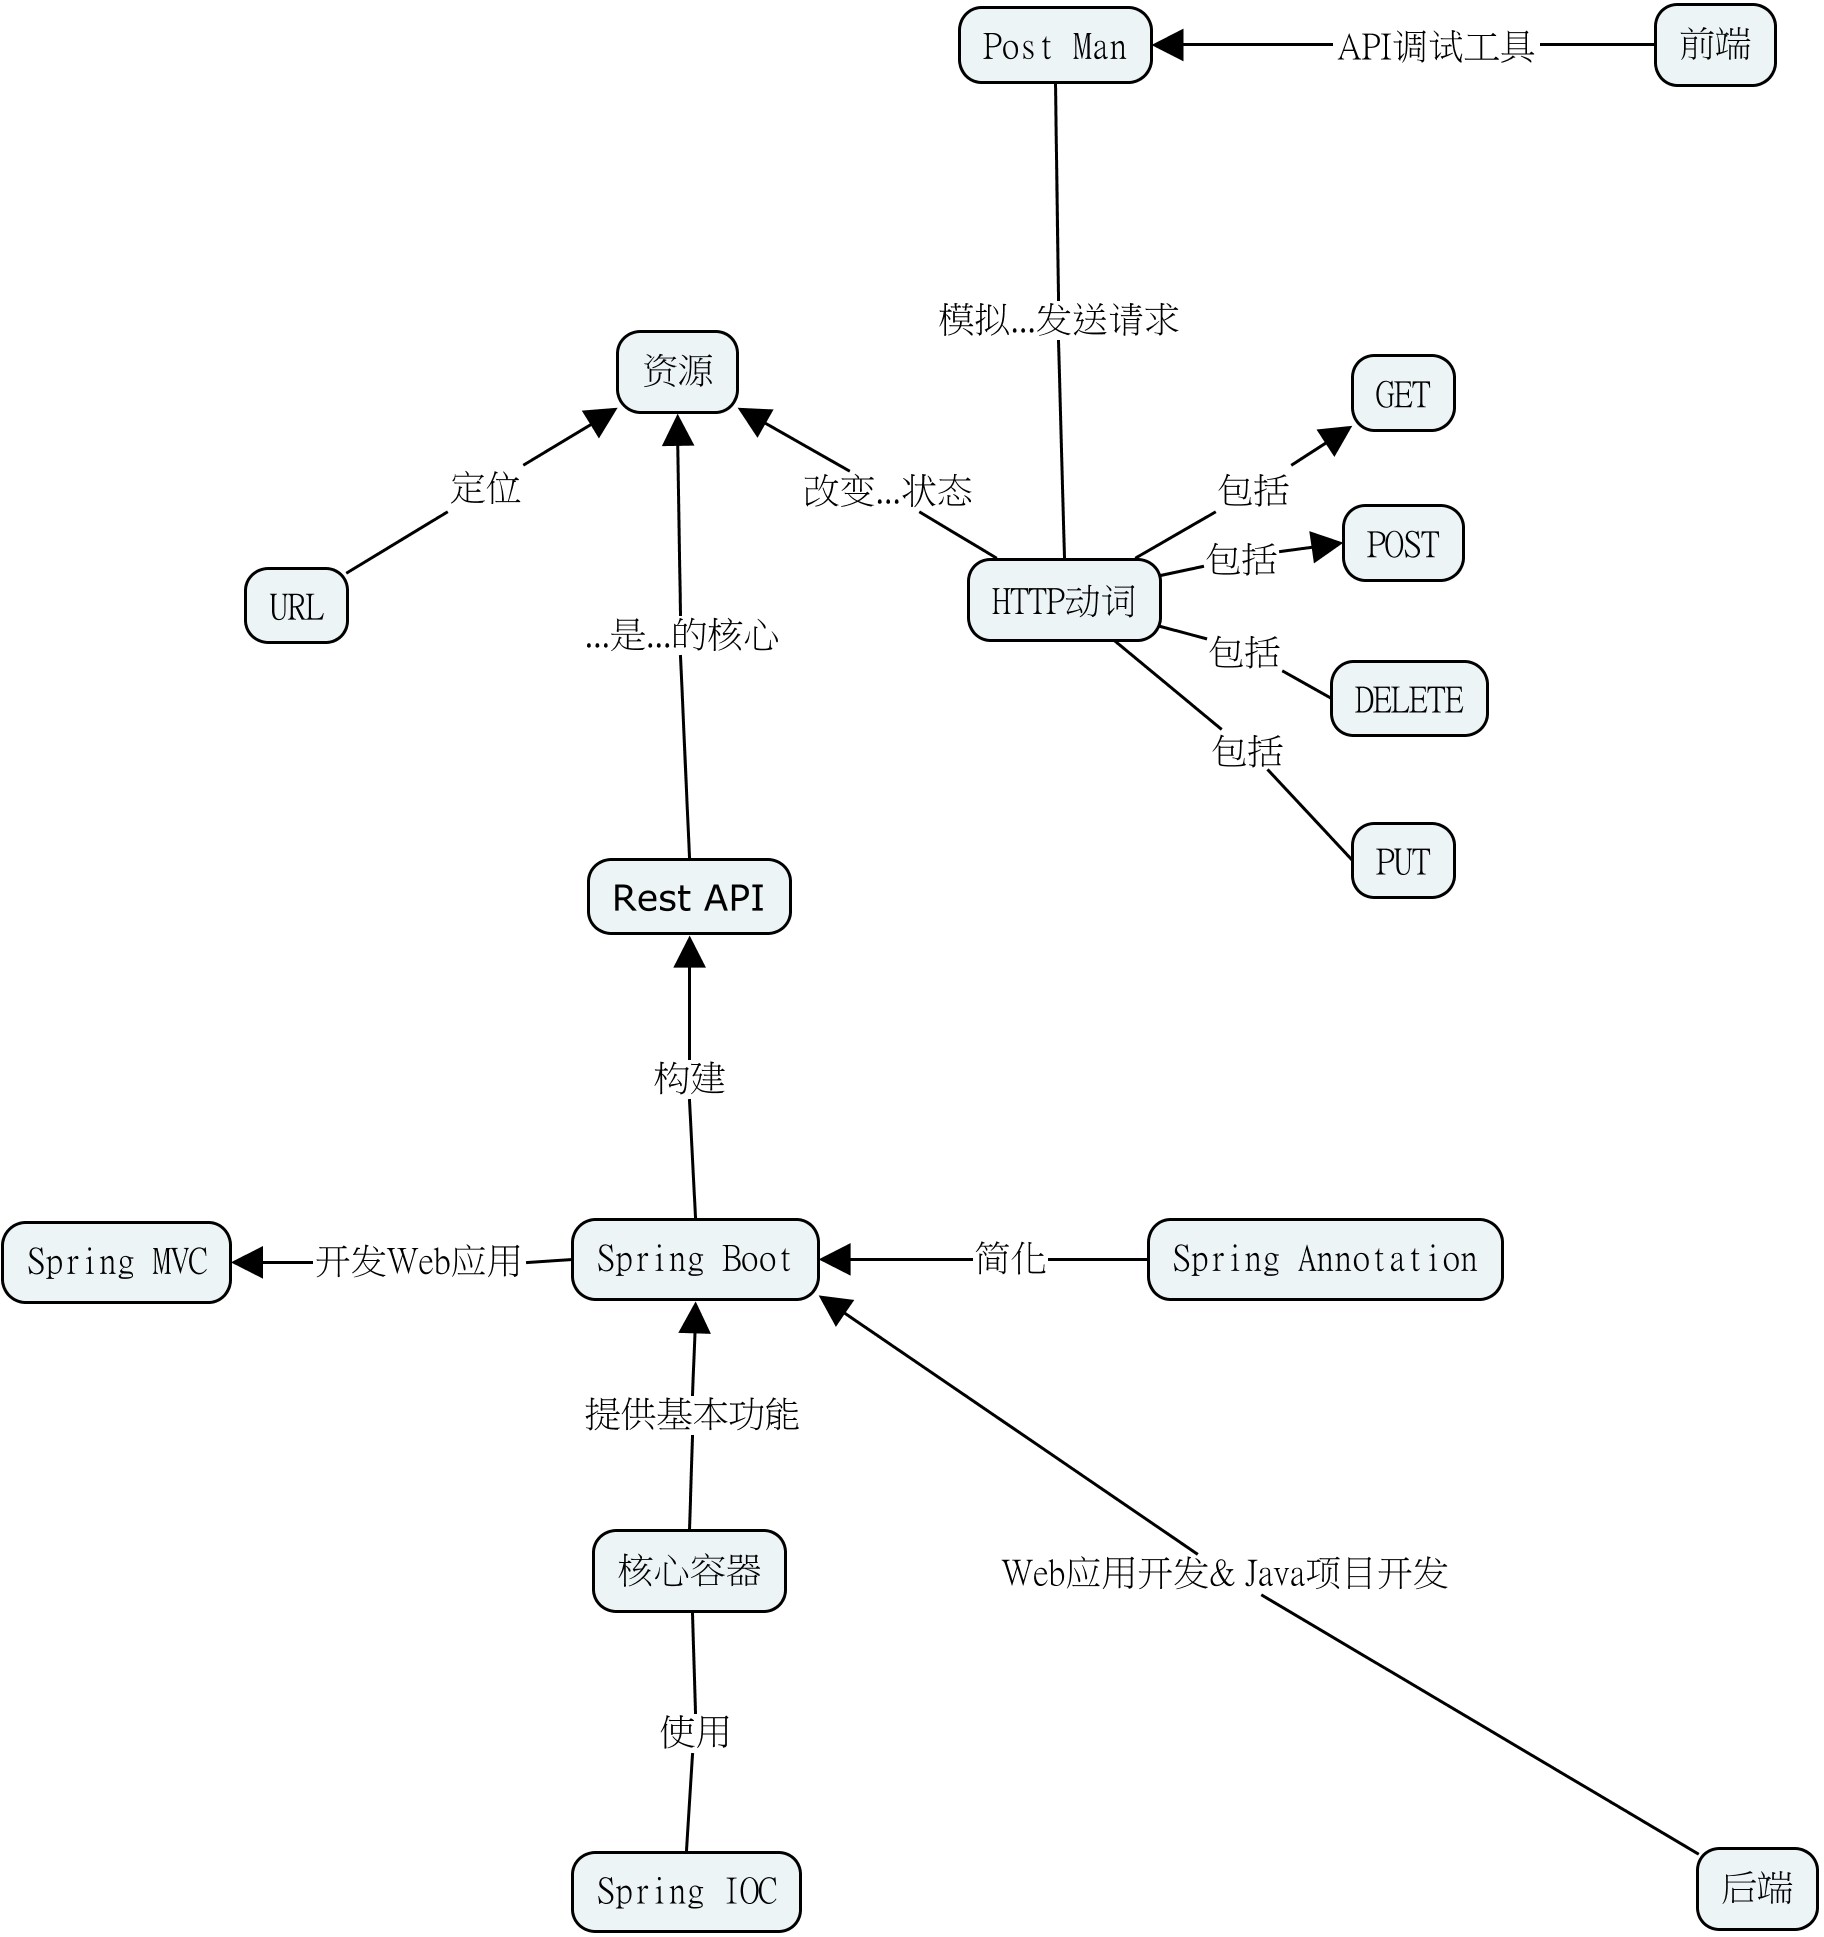 Post Man
API调试工具
前端
模拟...发送请求
资源
GET
定位
改变...状态
包括
POST
包括
URL
HTTP动词
...是...的核心
包括
DELETE
包括
PUT
Rest API
构建
Spring MVC
开发Web应用
Spring Boot
简化
Spring Annotation
提供基本功能
核心容器
Web应用开发& Java项目开发
使用
Spring IOC
后端